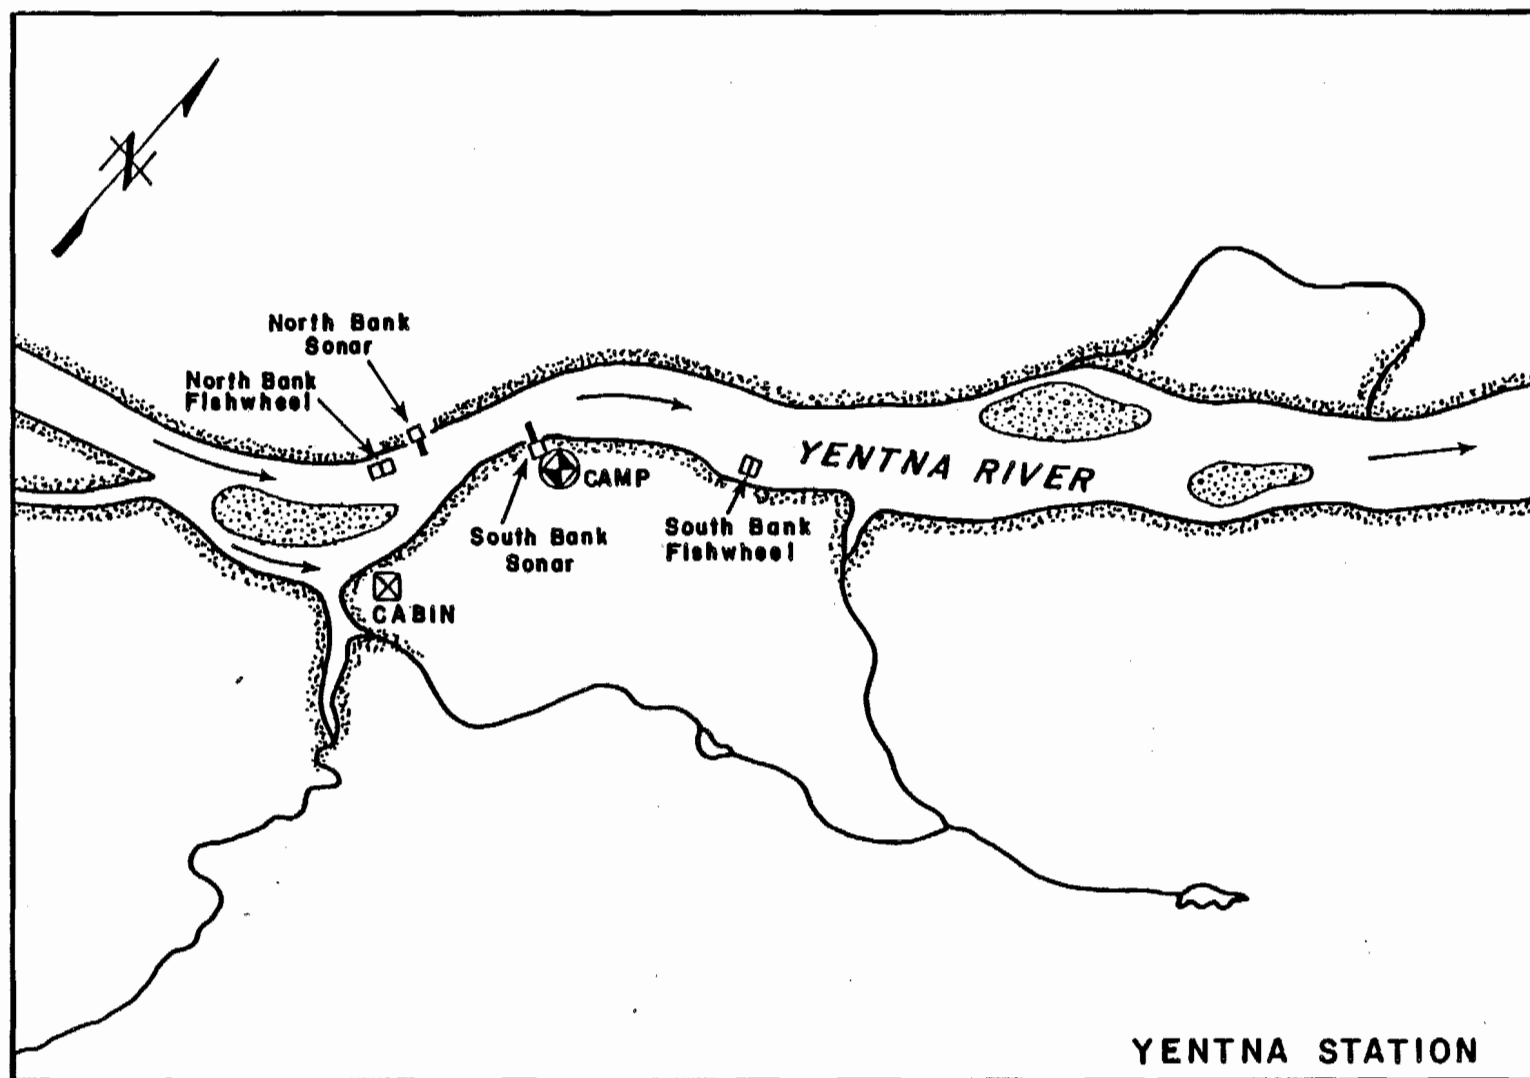 N
North Bank
Sonar
North Bank
Fishwheel
CAMP
YENTNA RIVER
South Bank
Sonar
South Bank
Fishwheel
CABIN
YENTNA STATION